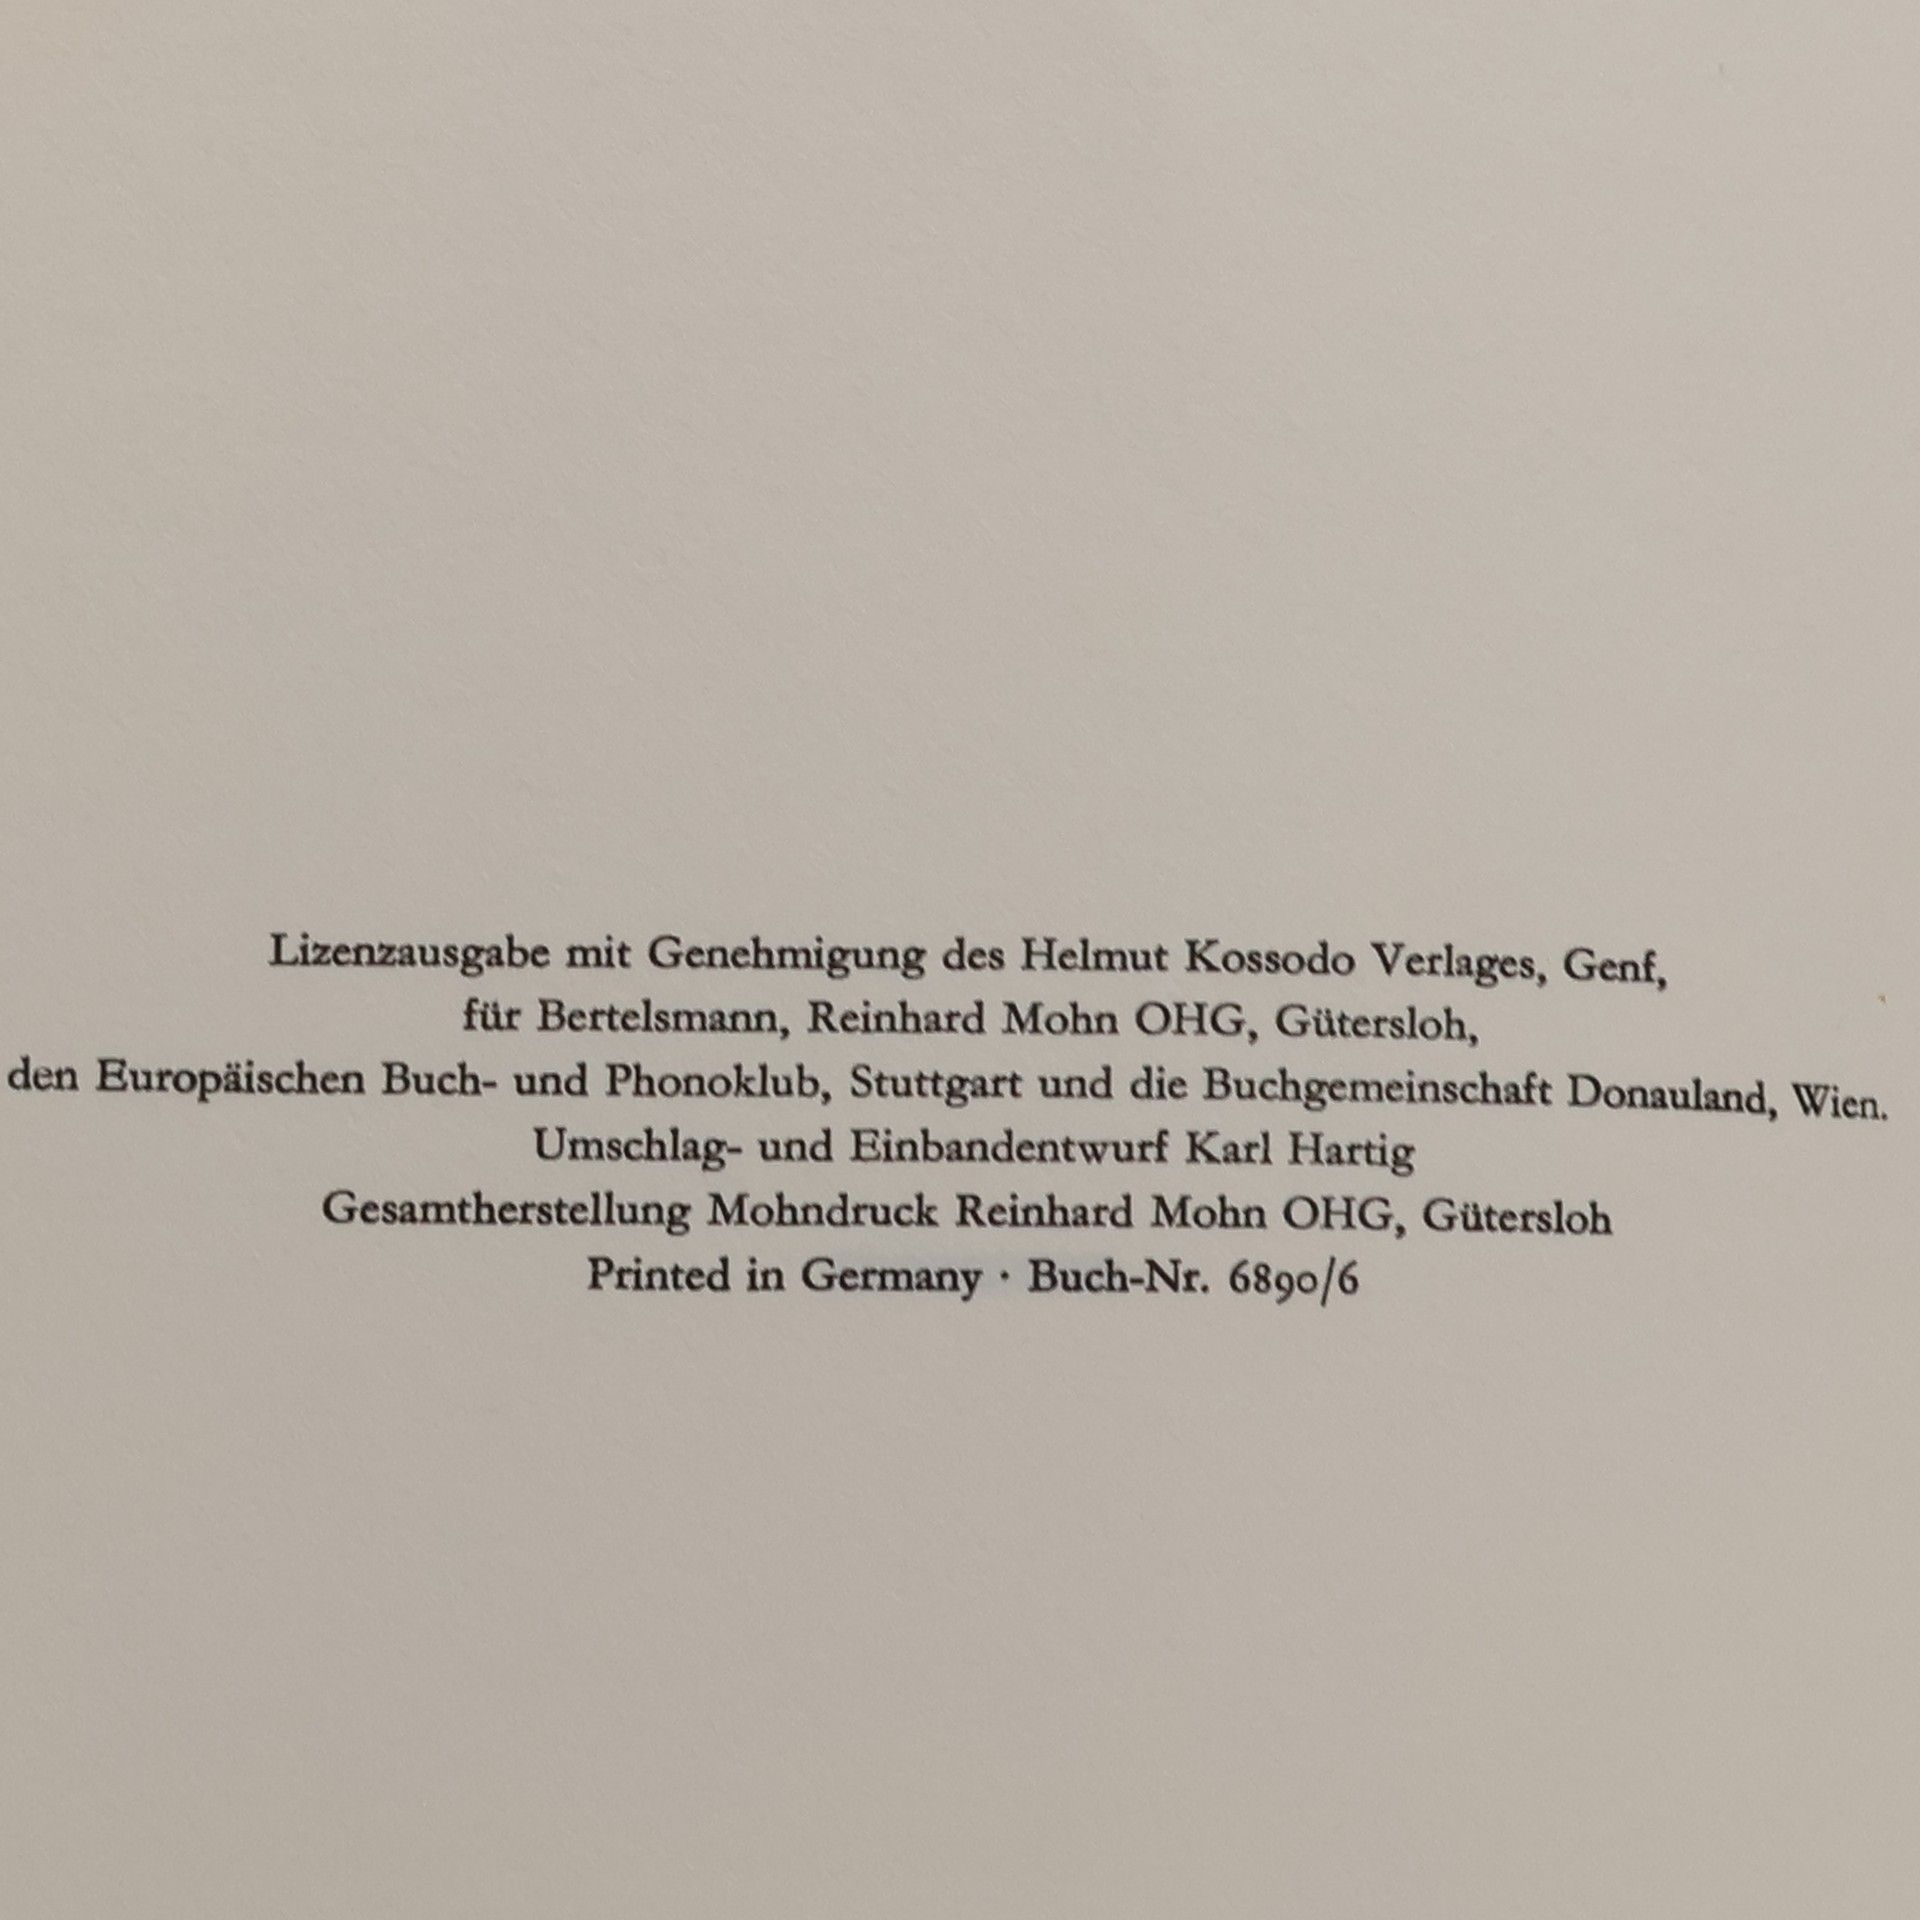 Lizenzausgabe mit Genehmigung des Helmut Kossodo Verlages, Genf,
für Bertelsmann, Reinhard Mohn OHG, Gütersloh,
den Europäischen Buch- und Phonoklub, Stuttgart und die Buchgemeinschaft Donauland, Wien.
Umschlag- und Einbandentwurf Karl Hartig
Gesamtherstellung Mohndruck Reinhard Mohn OHG, Gütersloh
Printed in Germany · Buch-Nr. 6890/6